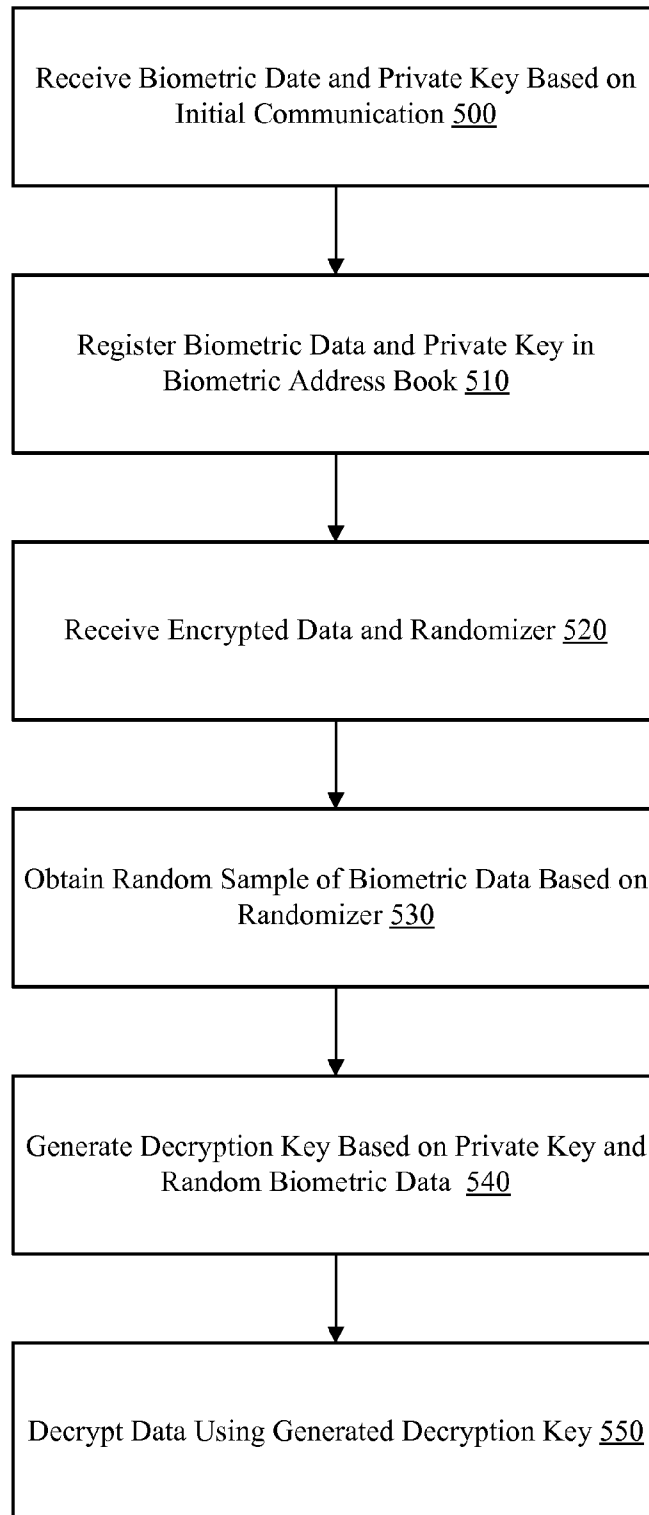 Receive Biometric Date and Private Key Based on
Initial Communication 500
Register Biometric Data and Private Key in
Biometric Address Book 510
Receive Encrypted Data and Randomizer 520
Obtain Random Sample of Biometric Data Based on
Randomizer 530
Generate Decryption Key Based on Private Key and
Random Biometric Data 540
Decrypt Data Using Generated Decryption Key 550